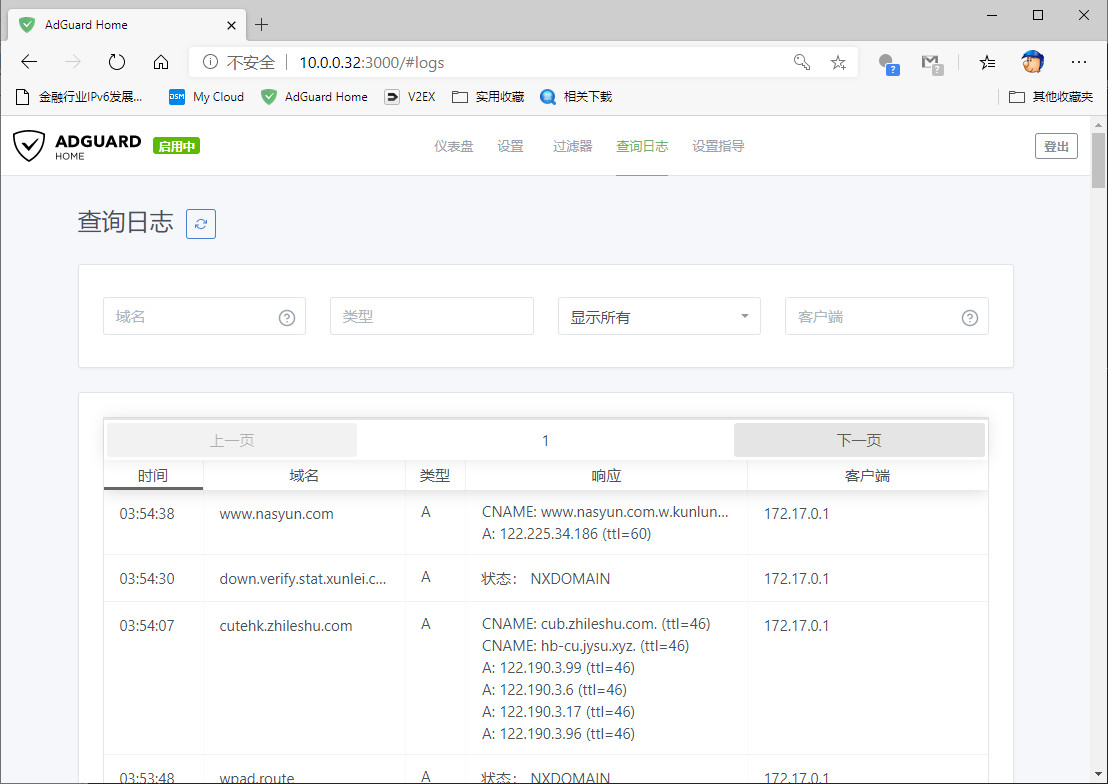 AdGuard Home
不安全 10.0.0.32:3000/#logs
金融行业IPv6发展... DSM My Cloud AdGuard Home V2EX 实用收藏 相关下载 其他收藏夹
ADGUARD HOME 启用中 仪表盘 设置 过滤器 查询日志 设置指导 登出
查询日志
域名 类型 显示所有 客户端
上一页 1 下一页
时间 域名 类型 响应 客户端
03:54:38 www.nasyun.com A CNAME: www.nasyun.com.w.kunlun... 172.17.0.1
A: 122.225.34.186 (ttl=60)
03:54:30 down.verify.stat.xunlei.c... A 状态： NXDOMAIN 172.17.0.1
03:54:07 cutehk.zhileshu.com A CNAME: cub.zhileshu.com. (ttl=46) 172.17.0.1
CNAME: hb-cu.jysu.xyz. (ttl=46)
A: 122.190.3.99 (ttl=46)
A: 122.190.3.6 (ttl=46)
A: 122.190.3.17 (ttl=46)
A: 122.190.3.96 (ttl=46)
03:53:48 wpad.route A 状态： NXDOMAIN 172.17.0.1